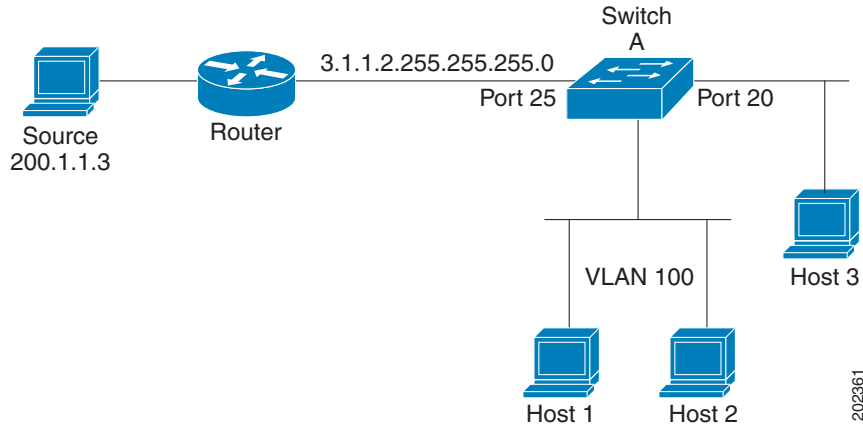 Switch
A
3.1.1.2.255.255.255.0
Port 25
Port 20
Source
200.1.1.3
Router
VLAN 100
Host 3
Host 1
Host 2
202361